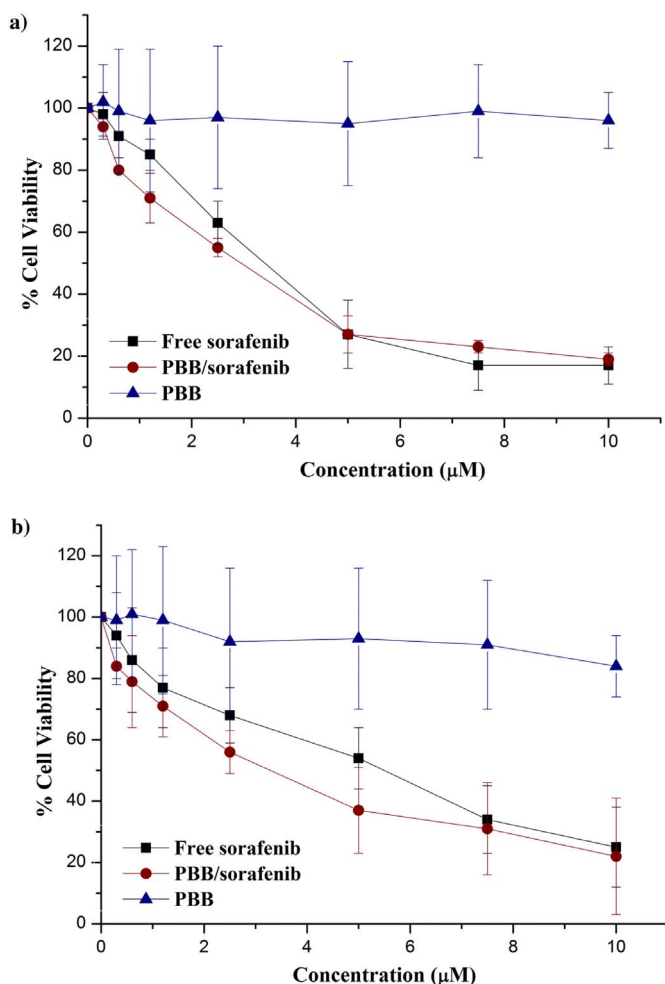 a)
120
100
80
60
40
20
0
% Cell Viability
Free sorafenib
PBB/sorafenib
PBB
0 2 4 6 8 10
Concentration (μM)
b)
120
100
80
60
40
20
0
% Cell Viability
Free sorafenib
PBB/sorafenib
PBB
0 2 4 6 8 10
Concentration (μM)